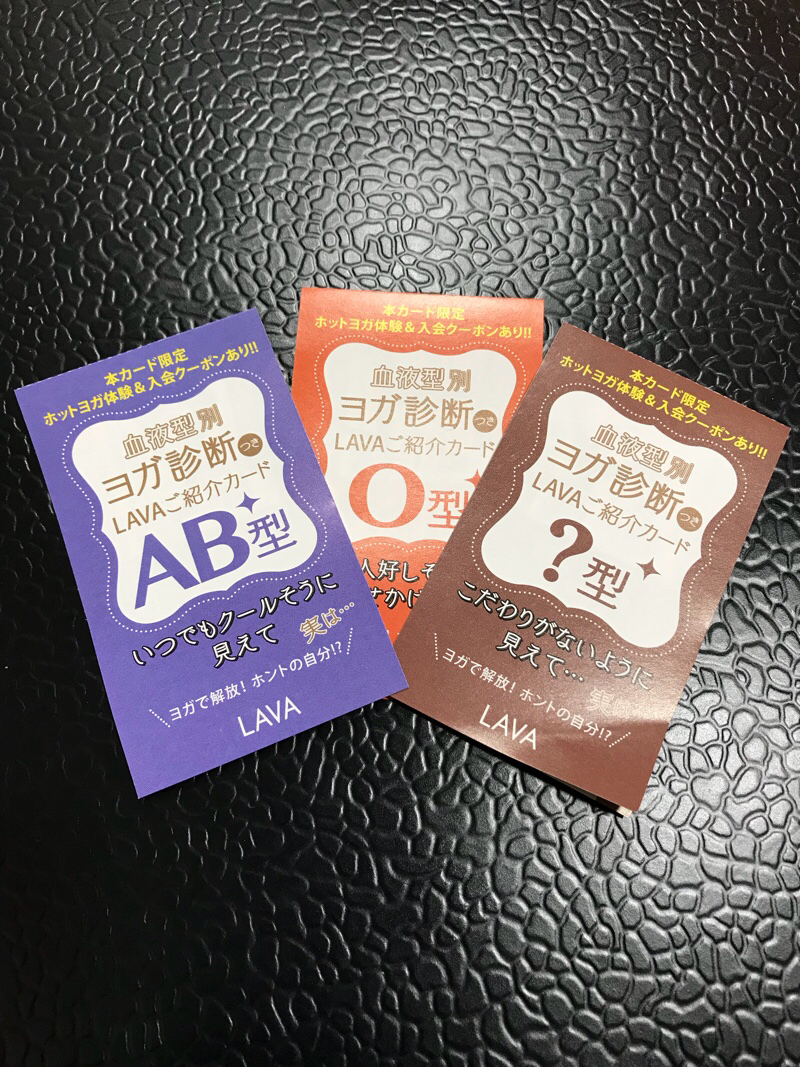 本カード限定
ホットヨガ体験&入会クーポンあり!!
血液型別
ヨガ診断つき
LAVAご紹介カード
AB型
いつでもクールそうに
見えて 実は…
ヨガで解放! ホントの自分!?
LAVA
本カード限定
ホットヨガ体験&入会クーポンあり!!
血液型別
ヨガ診断つき
LAVAご紹介カード
O型
人好し
本カード限定
ホットヨガ体験&入会クーポンあり!!
血液型別
ヨガ診断つき
LAVAご紹介カード
?型
こだわりがないように
見えて…
ヨガで解放! ホントの自分!?
LAVA